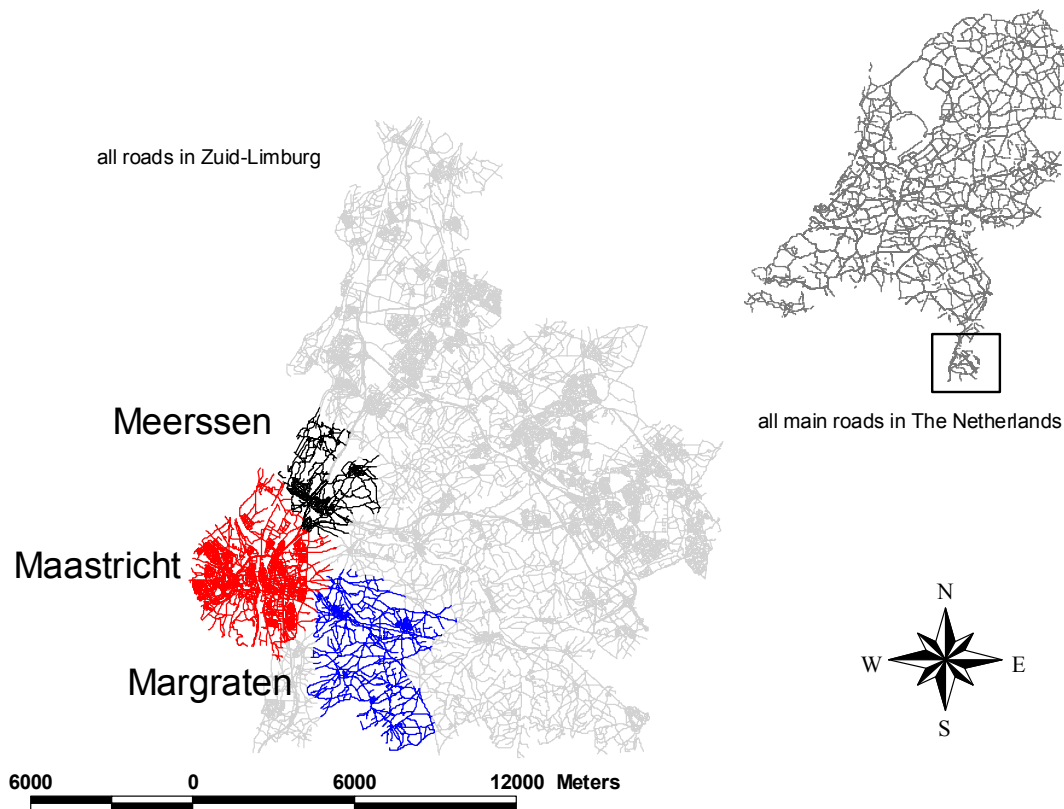 all roads in Zuid-Limburg
all main roads in The Netherlands
Meerssen
Maastricht
Margraten
N
W E
S
6000 0 6000 12000 Meters